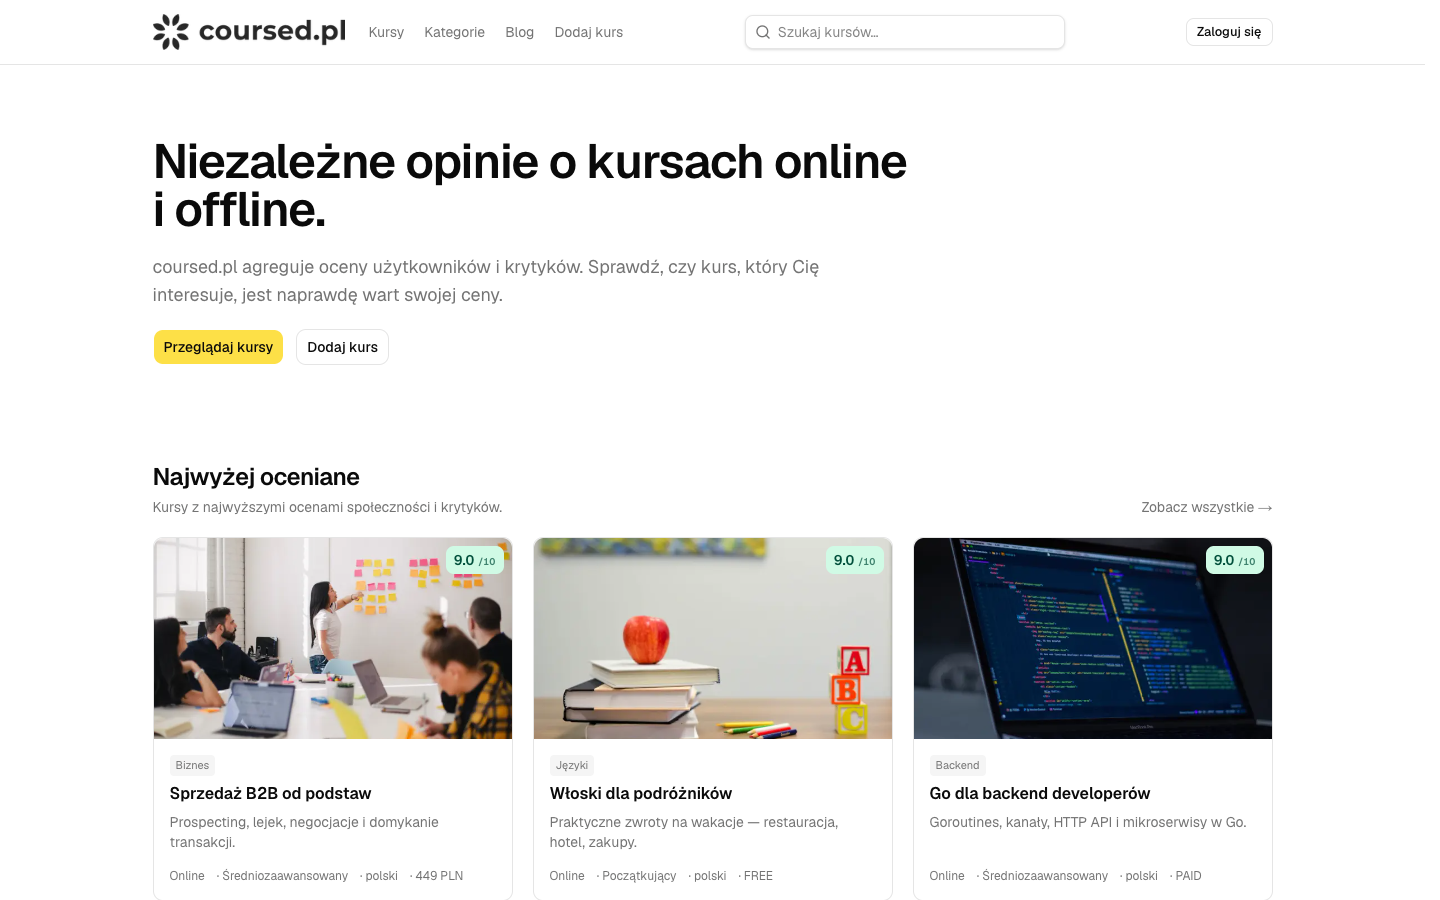 coursed.pl
Kursy
Kategorie
Blog
Dodaj kurs
Szukaj kursów...
Zaloguj się
Niezależne opinie o kursach online
i offline.
coursed.pl agreguje oceny użytkowników i krytyków. Sprawdź, czy kurs, który Cię
interesuje, jest naprawdę wart swojej ceny.
Przeglądaj kursy
Dodaj kurs
Najwyżej oceniane
Kursy z najwyższymi ocenami społeczności i krytyków.
Zobacz wszystkie →
9.0 /10
Biznes
Sprzedaż B2B od podstaw
Prospecting, lejek, negocjacje i domykanie
transakcji.
Online · Średniozaawansowany · polski · 449 PLN
9.0 /10
A
B
C
Języki
Włoski dla podróżników
Praktyczne zwroty na wakacje — restauracja,
hotel, zakupy.
Online · Początkujący · polski · FREE
9.0 /10
Backend
Go dla backend developerów
Goroutines, kanały, HTTP API i mikroserwisy w Go.
Online · Średniozaawansowany · polski · PAID